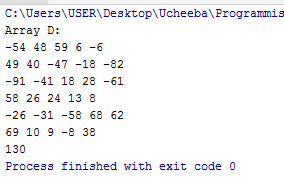 C:\Users\USER\Desktop\Ucheeba\Programmis
Array D:
-54 48 59 6 -6
49 40 -47 -18 -82
-91 -41 18 28 -61
58 26 24 13 8
-26 -31 -58 68 62
69 10 9 -8 38
130
Process finished with exit code 0